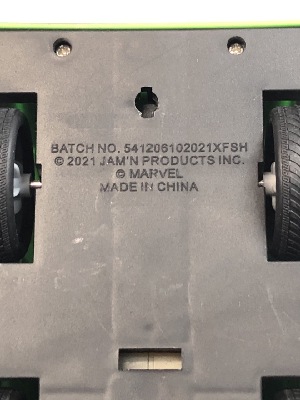 BATCH NO. 541206102021XFSH
© 2021 JAM'N PRODUCTS INC.
© MARVEL
MADE IN CHINA